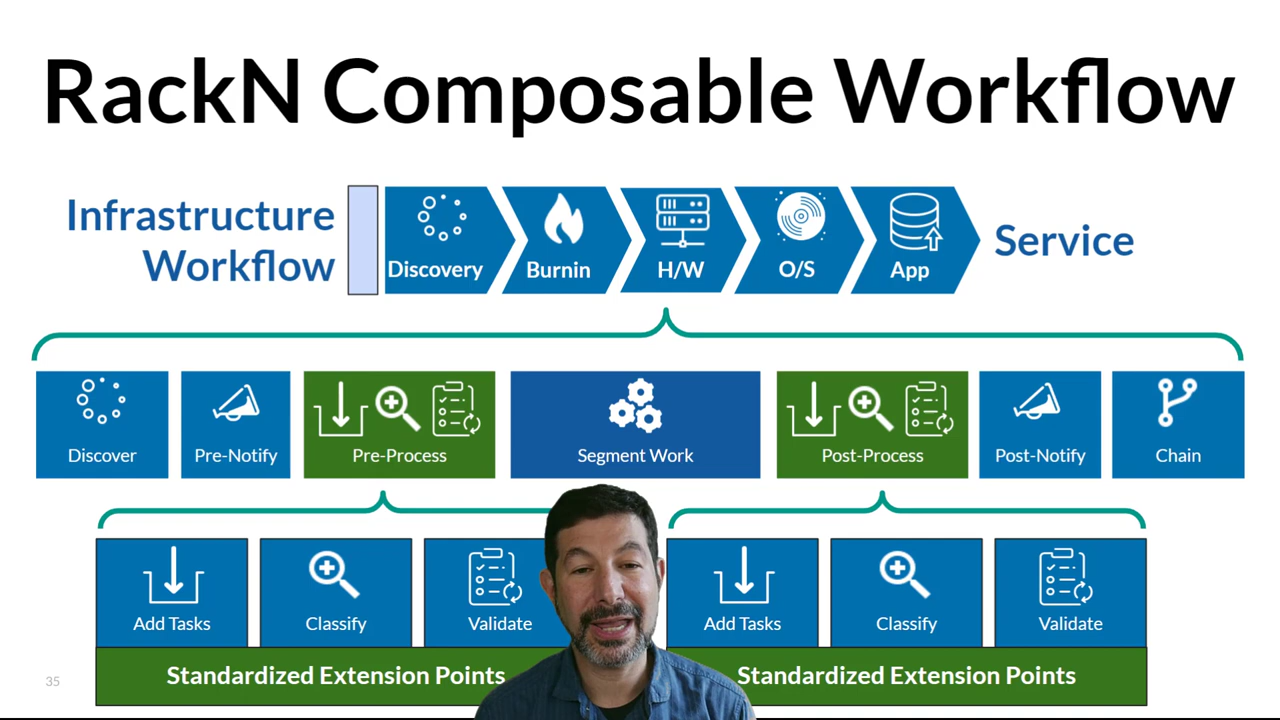 RackN Composable Workflow
Infrastructure
Workflow
Discovery
Burnin
H/W
O/S
App
Service
Discover
Pre-Notify
Pre-Process
Segment Work
Post-Process
Post-Notify
Chain
Add Tasks
Classify
Validate
Add Tasks
Classify
Validate
Standardized Extension Points
Standardized Extension Points
35